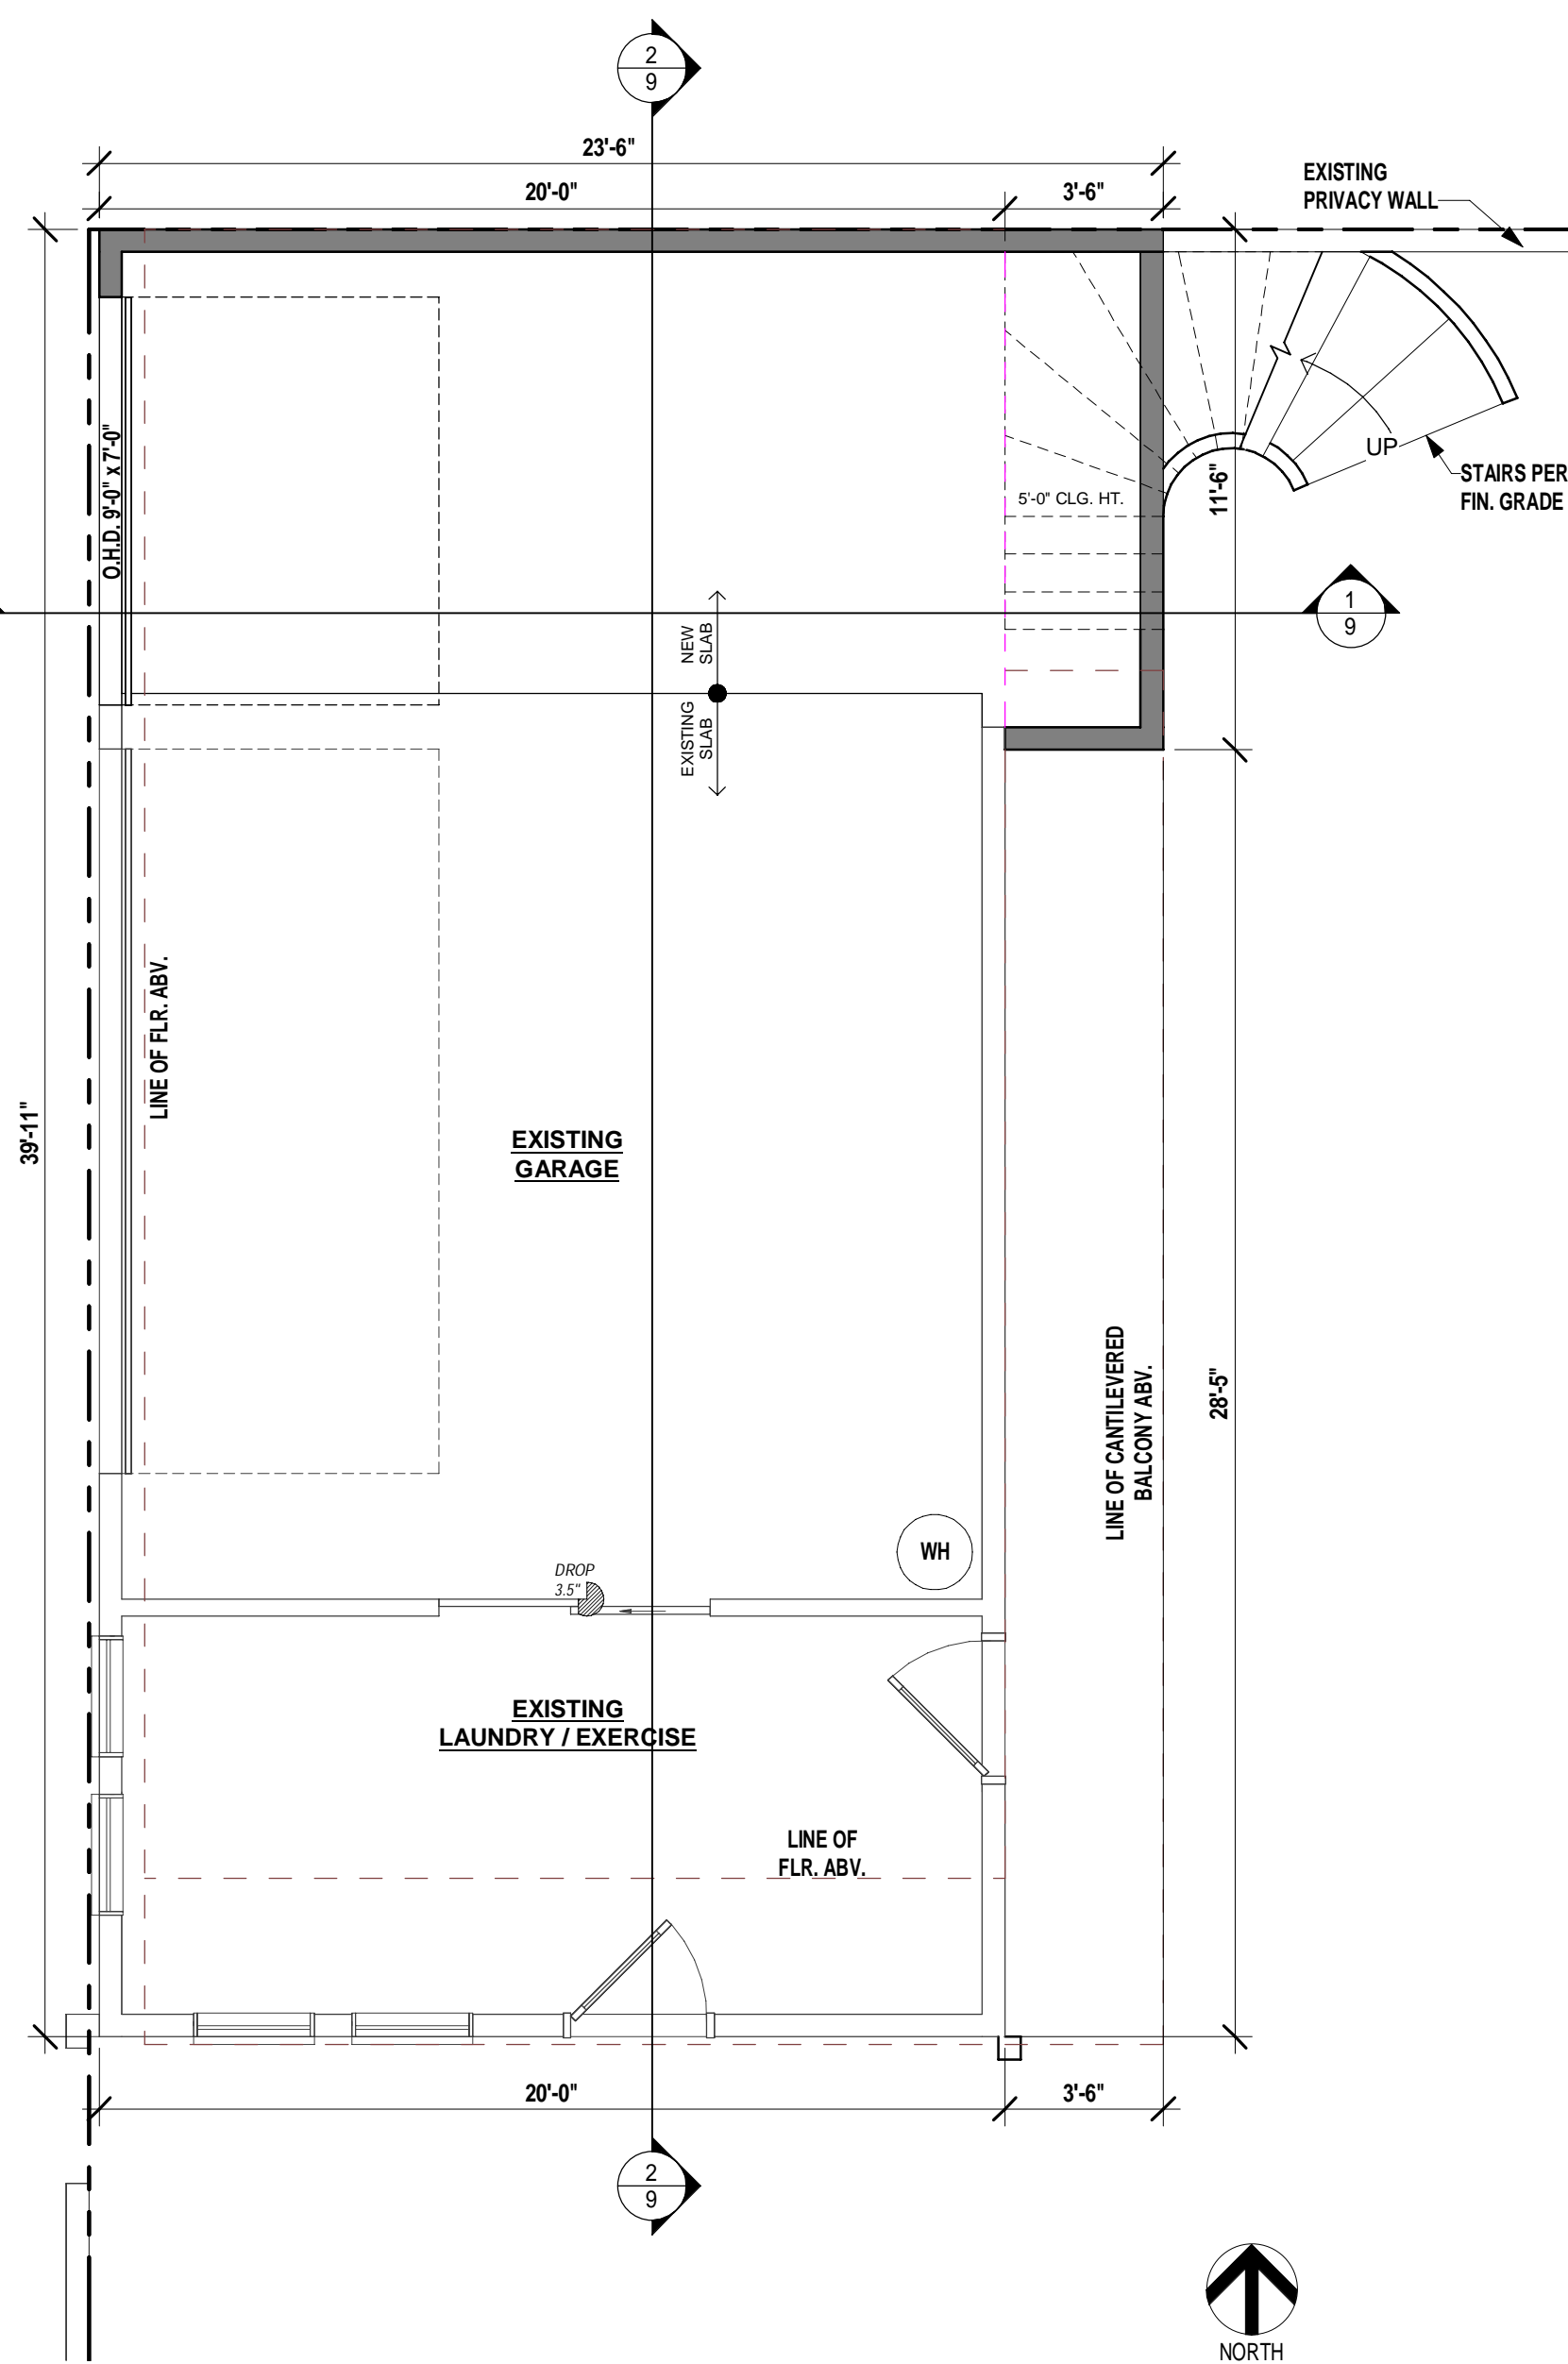 2
9
23'-6"
20'-0"
3'-6"
EXISTING
PRIVACY WALL
O.H.D. 9'-0" x 7'-0"
UP
11'-6"
STAIRS PER
FIN. GRADE
5'-0" CLG. HT.
1
9
NEW
SLAB
EXISTING
SLAB
LINE OF FLR. ABV.
39'-11"
EXISTING
GARAGE
LINE OF CANTILEVERED
BALCONY ABV.
28'-5"
WH
DROP
3.5"
EXISTING
LAUNDRY / EXERCISE
LINE OF
FLR. ABV.
20'-0"
3'-6"
2
9
NORTH